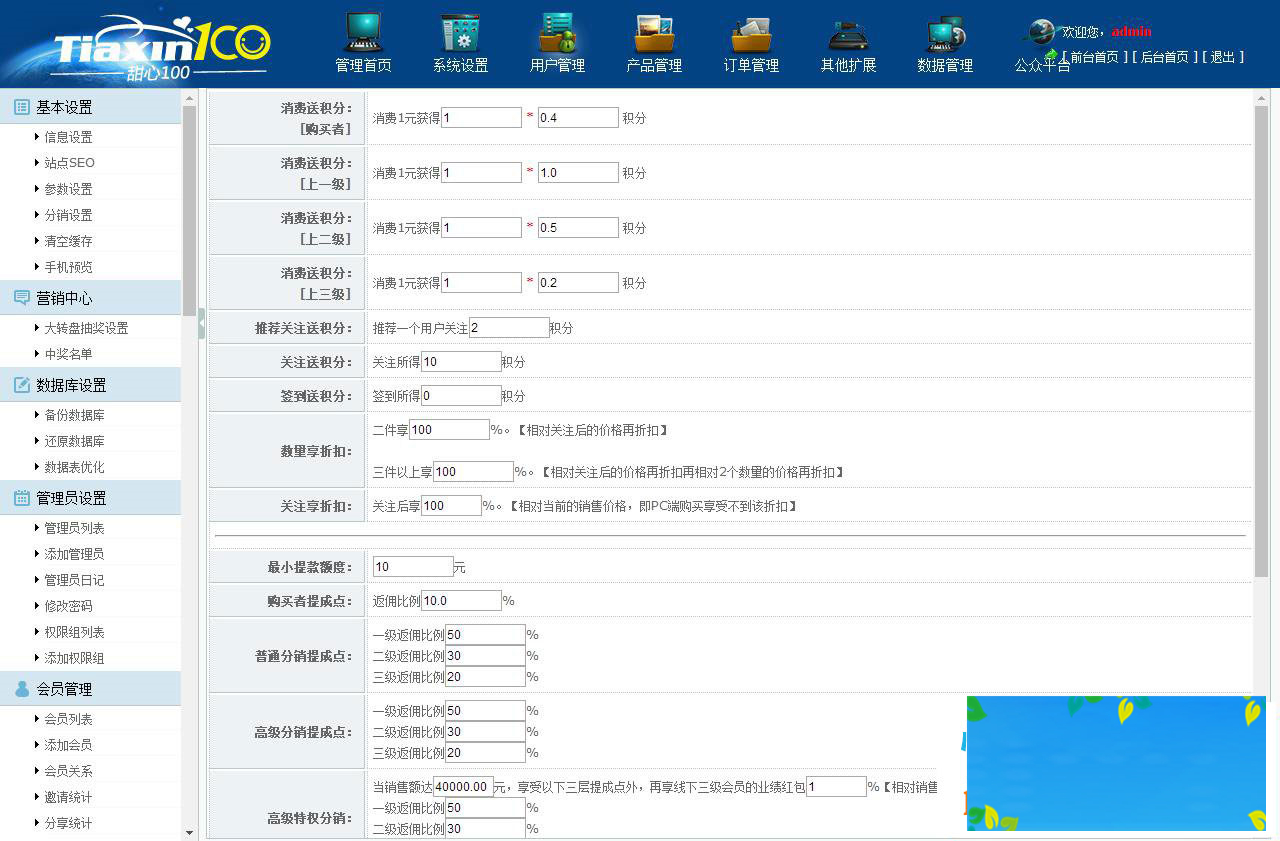 Tiaxin100
甜心100
管理首页
系统设置
用户管理
产品管理
订单管理
其他扩展
数据管理
公众平台
欢迎您，admin
[ 前台首页 ] [ 后台首页 ] [ 退出 ]
基本设置
信息设置
站点SEO
参数设置
分销设置
清空缓存
手机预览
营销中心
大转盘抽奖设置
中奖名单
数据库设置
备份数据库
还原数据库
数据表优化
管理员设置
管理员列表
添加管理员
管理员日记
修改密码
权限组列表
添加权限组
会员管理
会员列表
添加会员
会员关系
邀请统计
分享统计
消费送积分：
[购买者]
消费1元获得 1 * 0.4 积分
消费送积分：
[上一级]
消费1元获得 1 * 1.0 积分
消费送积分：
[上二级]
消费1元获得 1 * 0.5 积分
消费送积分：
[上三级]
消费1元获得 1 * 0.2 积分
推荐关注送积分： 推荐一个用户关注 2 积分
关注送积分： 关注所得 10 积分
签到送积分： 签到所得 0 积分
数量享折扣：
二件享 100 %。【相对关注后的价格再折扣】
三件以上享 100 %。【相对关注后的价格再折扣再相对2个数量的价格再折扣】
关注享折扣： 关注后享 100 %。【相对当前的销售价格，即PC端购买享受不到该折扣】
最小提款额度： 10 元
购买者提成点： 返佣比例 10.0 %
普通分销提成点：
一级返佣比例 50 %
二级返佣比例 30 %
三级返佣比例 20 %
高级分销提成点：
一级返佣比例 50 %
二级返佣比例 30 %
三级返佣比例 20 %
高级特权分销：
当销售额达 40000.00 元，享受以下三层提成点外，再享线下三级会员的业绩红包 1 %【相对销售
一级返佣比例 50 %
二级返佣比例 30 %